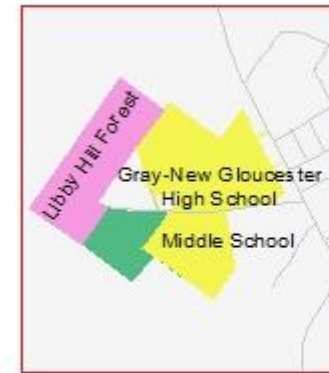 Libby Hill Forest
Gray-New Gloucester
High School
Middle School